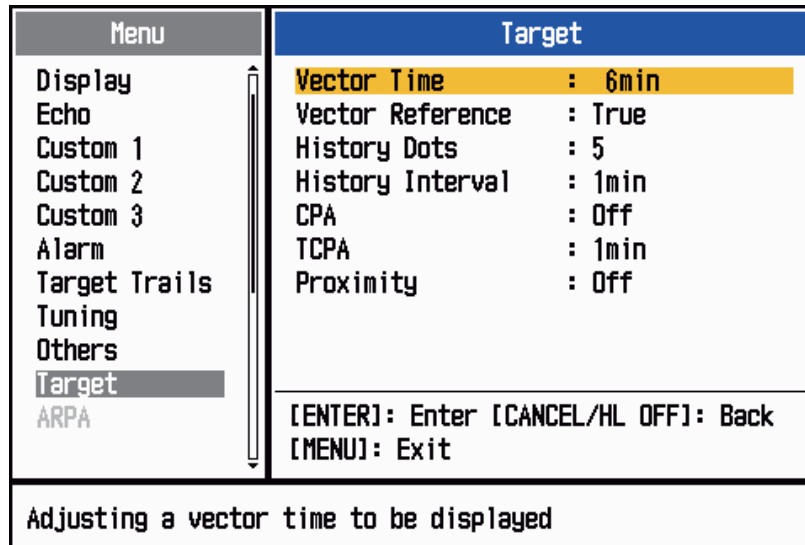 Menu
Display
Echo
Custom 1
Custom 2
Custom 3
Alarm
Target Trails
Tuning
Others
Target
ARPA
Target
Vector Time : 6min
Vector Reference : True
History Dots : 5
History Interval : 1min
CPA : Off
TCPA : 1min
Proximity : Off
[ENTER]: Enter [CANCEL/HL OFF]: Back
[MENU]: Exit
Adjusting a vector time to be displayed